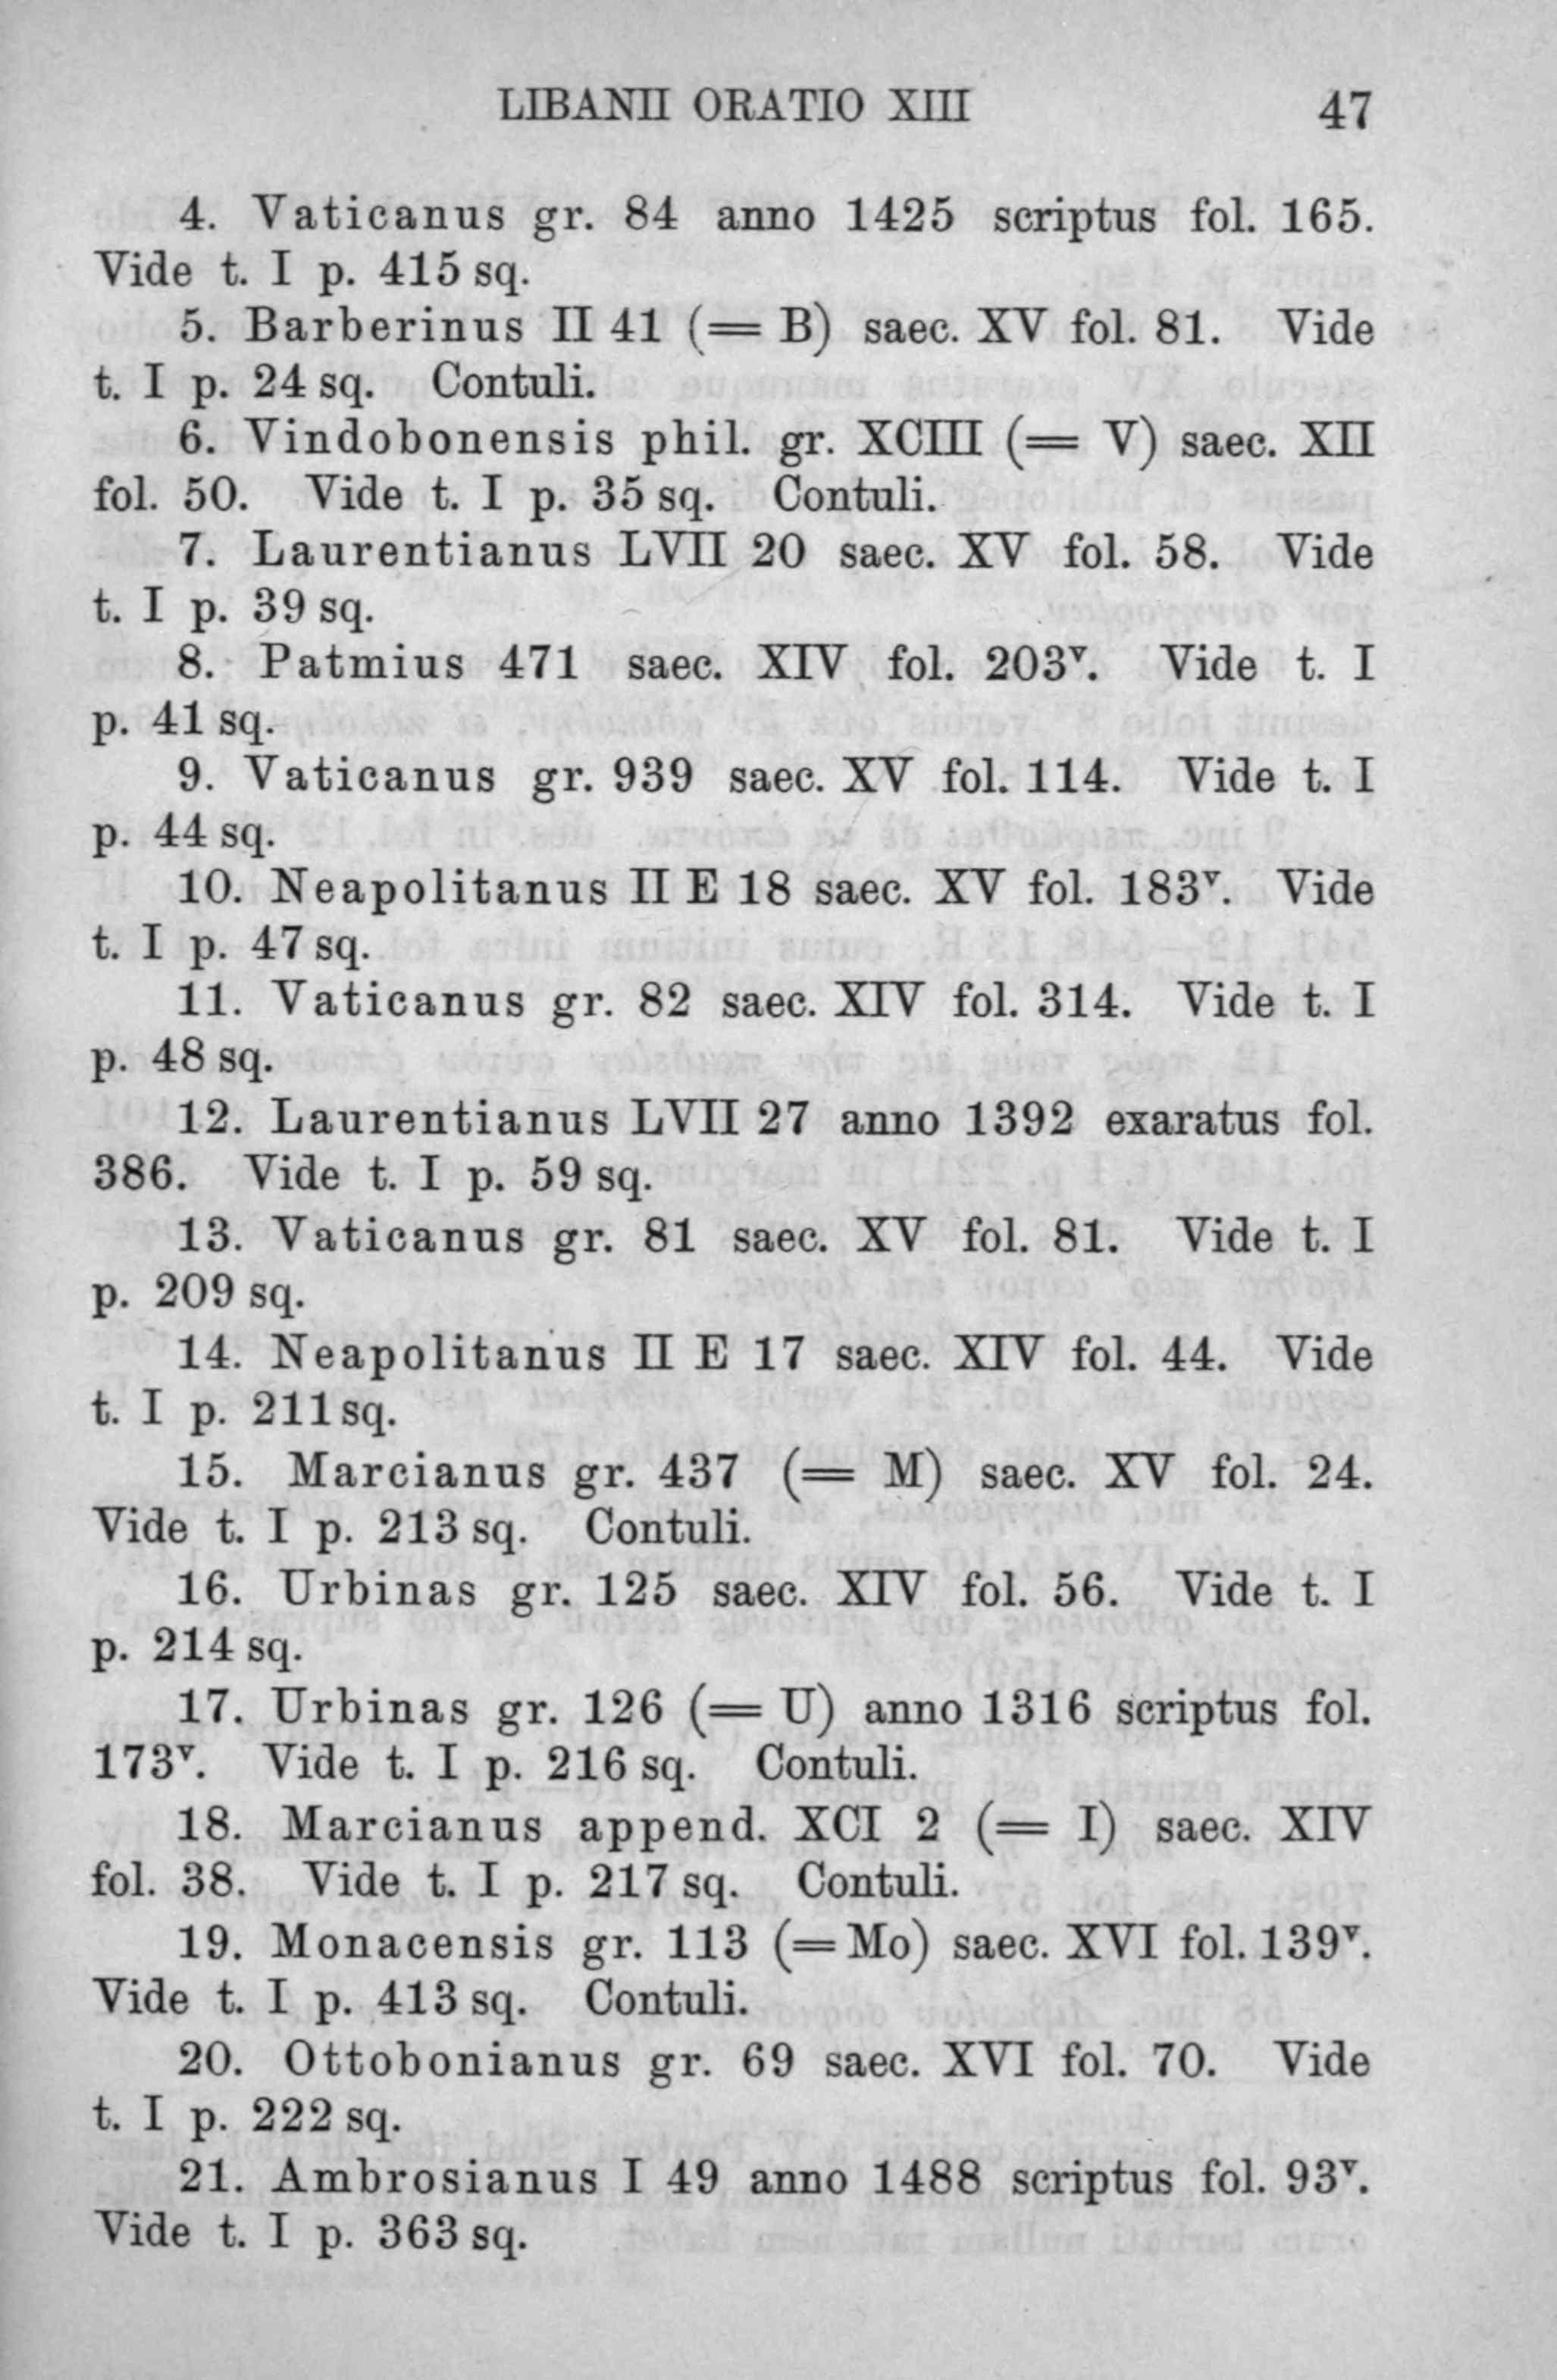 LIBANII ORATIO XIII 47
4. Vaticanus gr. 84 anno 1425 scriptus fol. 165.
Vide t. I p. 415 sq.
5. Barberinus II 41 (= B) saec. XV fol. 81. Vide
t. I p. 24 sq. Contuli.
6. Vindobonensis phil. gr. XCIII (= V) saec. XII
fol. 50. Vide t. I p. 35 sq. Contuli.
7. Laurentianus LVII 20 saec. XV fol. 58. Vide
t. I p. 39 sq.
8. Patmius 471 saec. XIV fol. 203ᵛ. Vide t. I
p. 41 sq.
9. Vaticanus gr. 939 saec. XV fol. 114. Vide t. I
p. 44 sq.
10. Neapolitanus II E 18 saec. XV fol. 183ᵛ. Vide
t. I p. 47 sq.
11. Vaticanus gr. 82 saec. XIV fol. 314. Vide t. I
p. 48 sq.
12. Laurentianus LVII 27 anno 1392 exaratus fol.
386. Vide t. I p. 59 sq.
13. Vaticanus gr. 81 saec. XV fol. 81. Vide t. I
p. 209 sq.
14. Neapolitanus II E 17 saec. XIV fol. 44. Vide
t. I p. 211 sq.
15. Marcianus gr. 437 (= M) saec. XV fol. 24.
Vide t. I p. 213 sq. Contuli.
16. Urbinas gr. 125 saec. XIV fol. 56. Vide t. I
p. 214 sq.
17. Urbinas gr. 126 (= U) anno 1316 scriptus fol.
173ᵛ. Vide t. I p. 216 sq. Contuli.
18. Marcianus append. XCI 2 (= I) saec. XIV
fol. 38. Vide t. I p. 217 sq. Contuli.
19. Monacensis gr. 113 (= Mo) saec. XVI fol. 139ᵛ.
Vide t. I p. 413 sq. Contuli.
20. Ottobonianus gr. 69 saec. XVI fol. 70. Vide
t. I p. 222 sq.
21. Ambrosianus I 49 anno 1488 scriptus fol. 93ᵛ.
Vide t. I p. 363 sq.